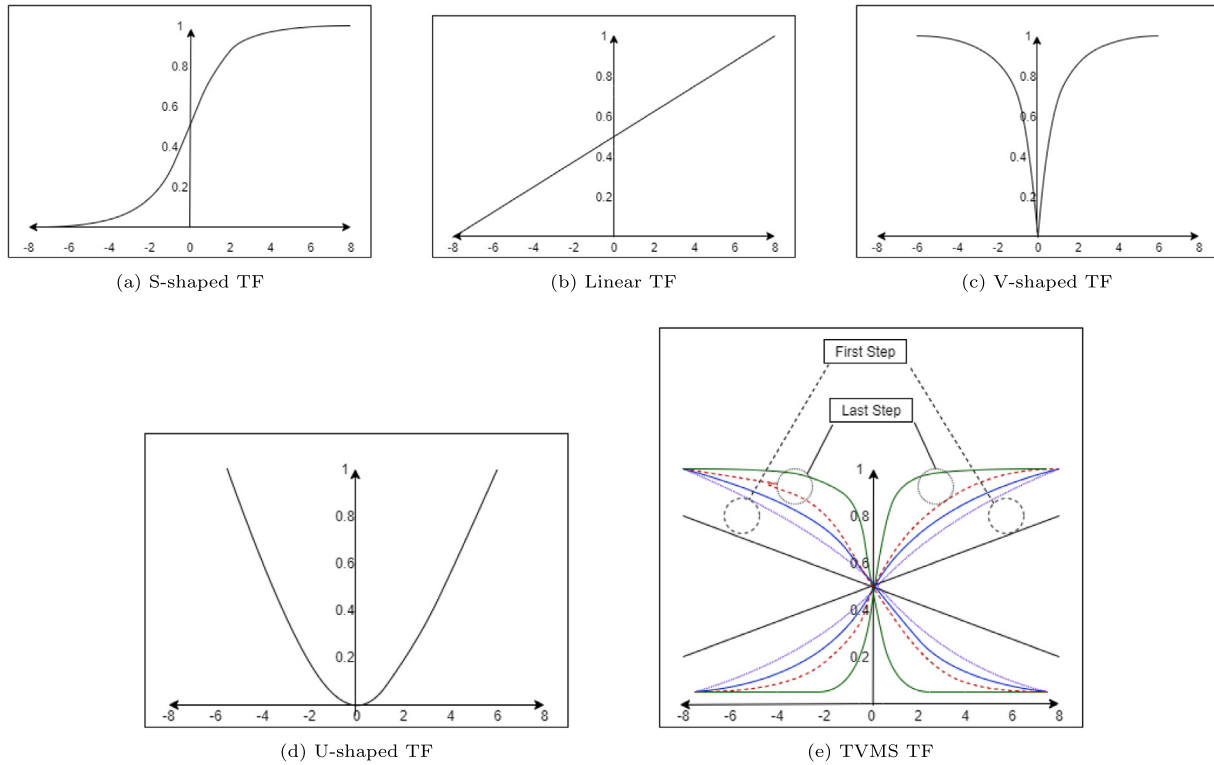 1
0.8
0.6
0.4
0.2
-8 -6 -4 -2 0 2 4 6 8
(a) S-shaped TF
1
0.8
0.6
0.4
0.2
-8 -6 -4 -2 0 2 4 6 8
(b) Linear TF
1
0.8
0.6
0.4
0.2
-8 -6 -4 -2 0 2 4 6 8
(c) V-shaped TF
1
0.8
0.6
0.4
0.2
-8 -6 -4 -2 0 2 4 6 8
(d) U-shaped TF
First Step
Last Step
1
0.8
0.6
0.4
0.2
-8 -6 -4 -2 0 2 4 6 8
(e) TVMS TF